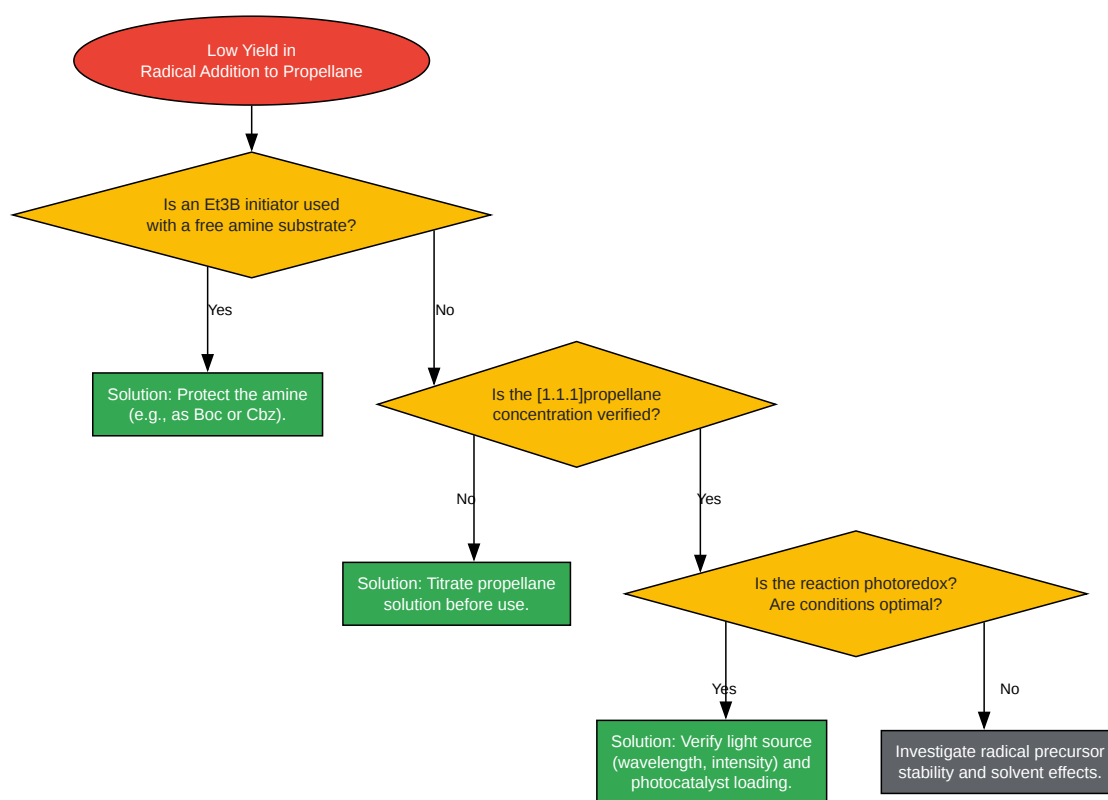 Low Yield in
Radical Addition to Propellane
Is an Et3B initiator used
with a free amine substrate?
Yes
No
Solution: Protect the amine
(e.g., as Boc or Cbz).
Is the [1.1.1]propellane
concentration verified?
No
Yes
Solution: Titrate propellane
solution before use.
Is the reaction photoredox?
Are conditions optimal?
Yes
No
Solution: Verify light source
(wavelength, intensity) and
photocatalyst loading.
Investigate radical precursor
stability and solvent effects.